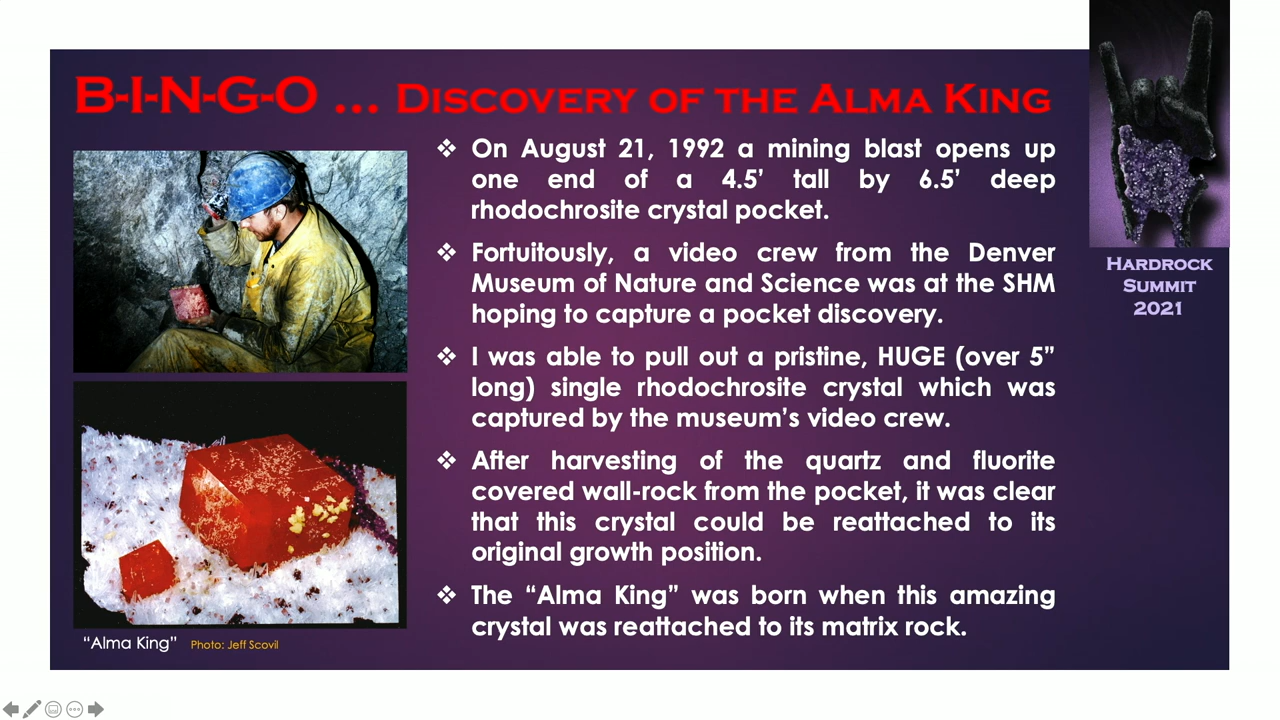 B-I-N-G-O ... Discovery of the Alma King
❖ On August 21, 1992 a mining blast opens up
one end of a 4.5’ tall by 6.5’ deep
rhodochrosite crystal pocket.
❖ Fortuitously, a video crew from the Denver
Museum of Nature and Science was at the SHM
hoping to capture a pocket discovery.
❖ I was able to pull out a pristine, HUGE (over 5”
long) single rhodochrosite crystal which was
captured by the museum’s video crew.
❖ After harvesting of the quartz and fluorite
covered wall-rock from the pocket, it was clear
that this crystal could be reattached to its
original growth position.
❖ The “Alma King” was born when this amazing
crystal was reattached to its matrix rock.
“Alma King” Photo: Jeff Scovil
Hardrock
Summit
2021